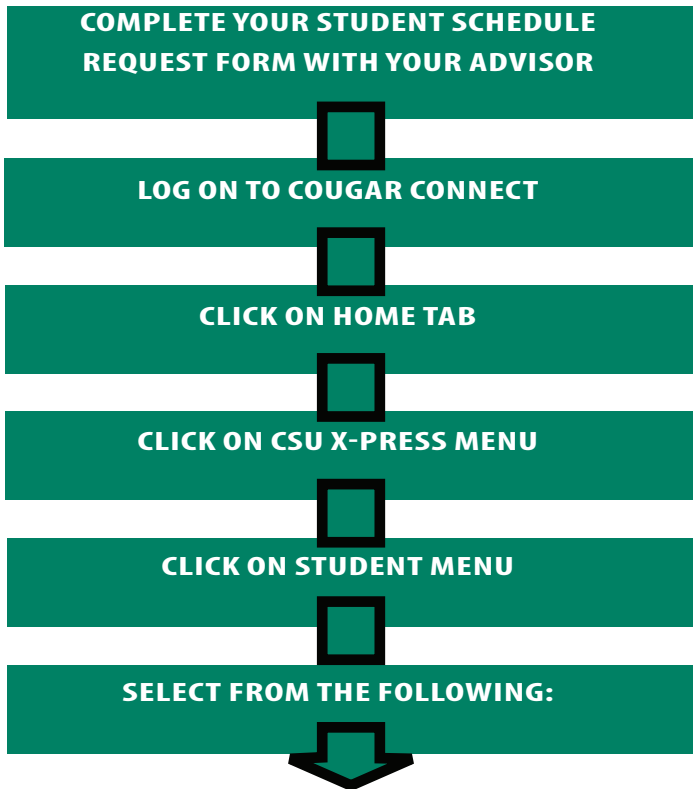 COMPLETE YOUR STUDENT SCHEDULE
REQUEST FORM WITH YOUR ADVISOR
LOG ON TO COUGAR CONNECT
CLICK ON HOME TAB
CLICK ON CSU X-PRESS MENU
CLICK ON STUDENT MENU
SELECT FROM THE FOLLOWING: